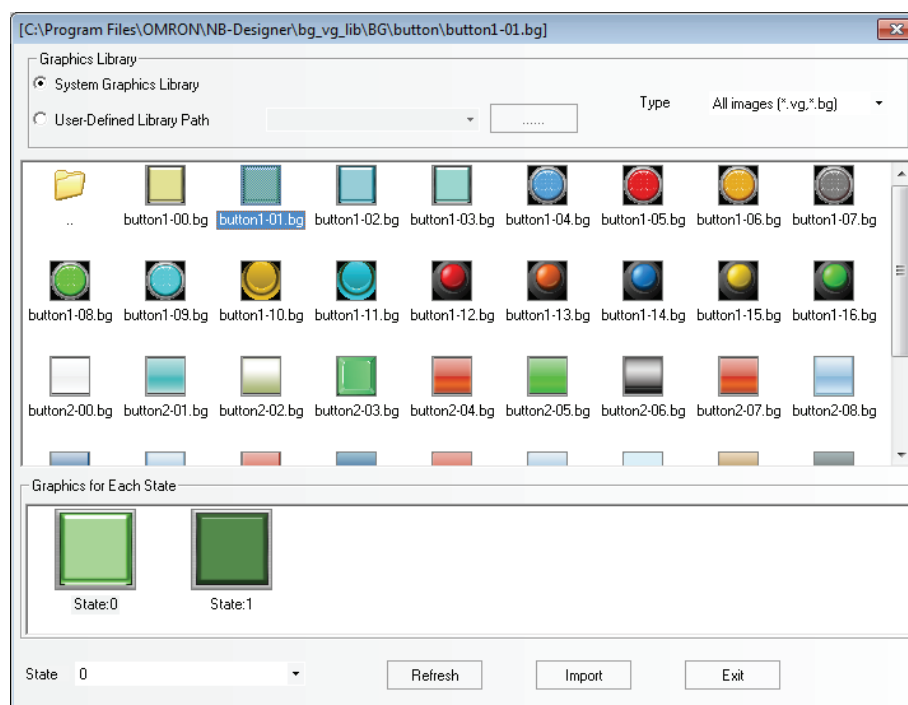 [C:\Program Files\OMRON\NB-Designer\bg_vg_lib\BG\button\button1-01.bg]
Graphics Library
System Graphics Library
User-Defined Library Path ...... Type All images (*.vg,*.bg)
.. button1-00.bg button1-01.bg button1-02.bg button1-03.bg button1-04.bg button1-05.bg button1-06.bg button1-07.bg
button1-08.bg button1-09.bg button1-10.bg button1-11.bg button1-12.bg button1-13.bg button1-14.bg button1-15.bg button1-16.bg
button2-00.bg button2-01.bg button2-02.bg button2-03.bg button2-04.bg button2-05.bg button2-06.bg button2-07.bg button2-08.bg
Graphics for Each State
State:0 State:1
State 0 Refresh Import Exit